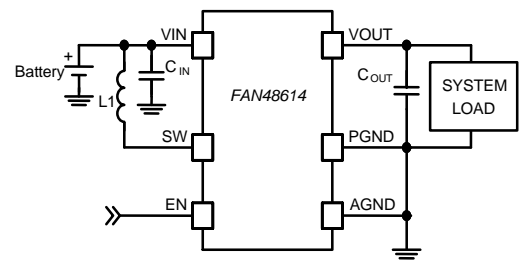 VIN
VOUT
+
Battery
C IN
C OUT
L1
FAN48614
SYSTEM
LOAD
SW
PGND
EN
AGND